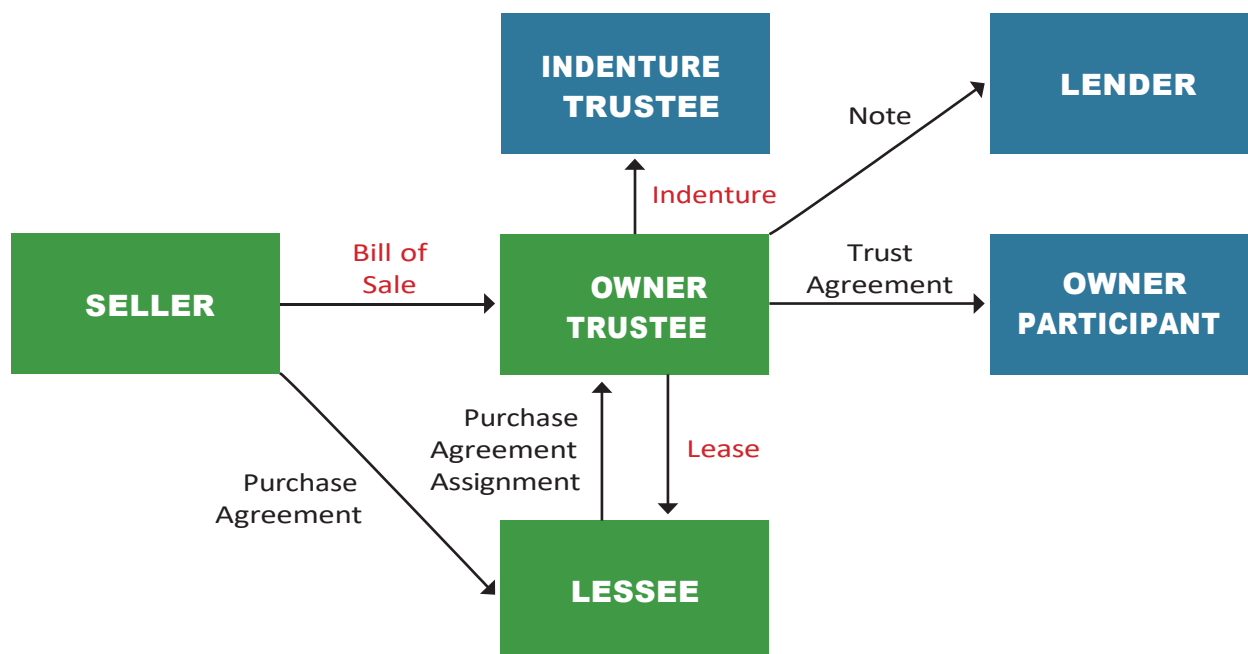 INDENTURE
TRUSTEE
LENDER
Note
Indenture
Bill of
Sale
Trust
Agreement
SELLER
OWNER
TRUSTEE
OWNER
PARTICIPANT
Purchase
Agreement
Assignment
Lease
Purchase
Agreement
LESSEE